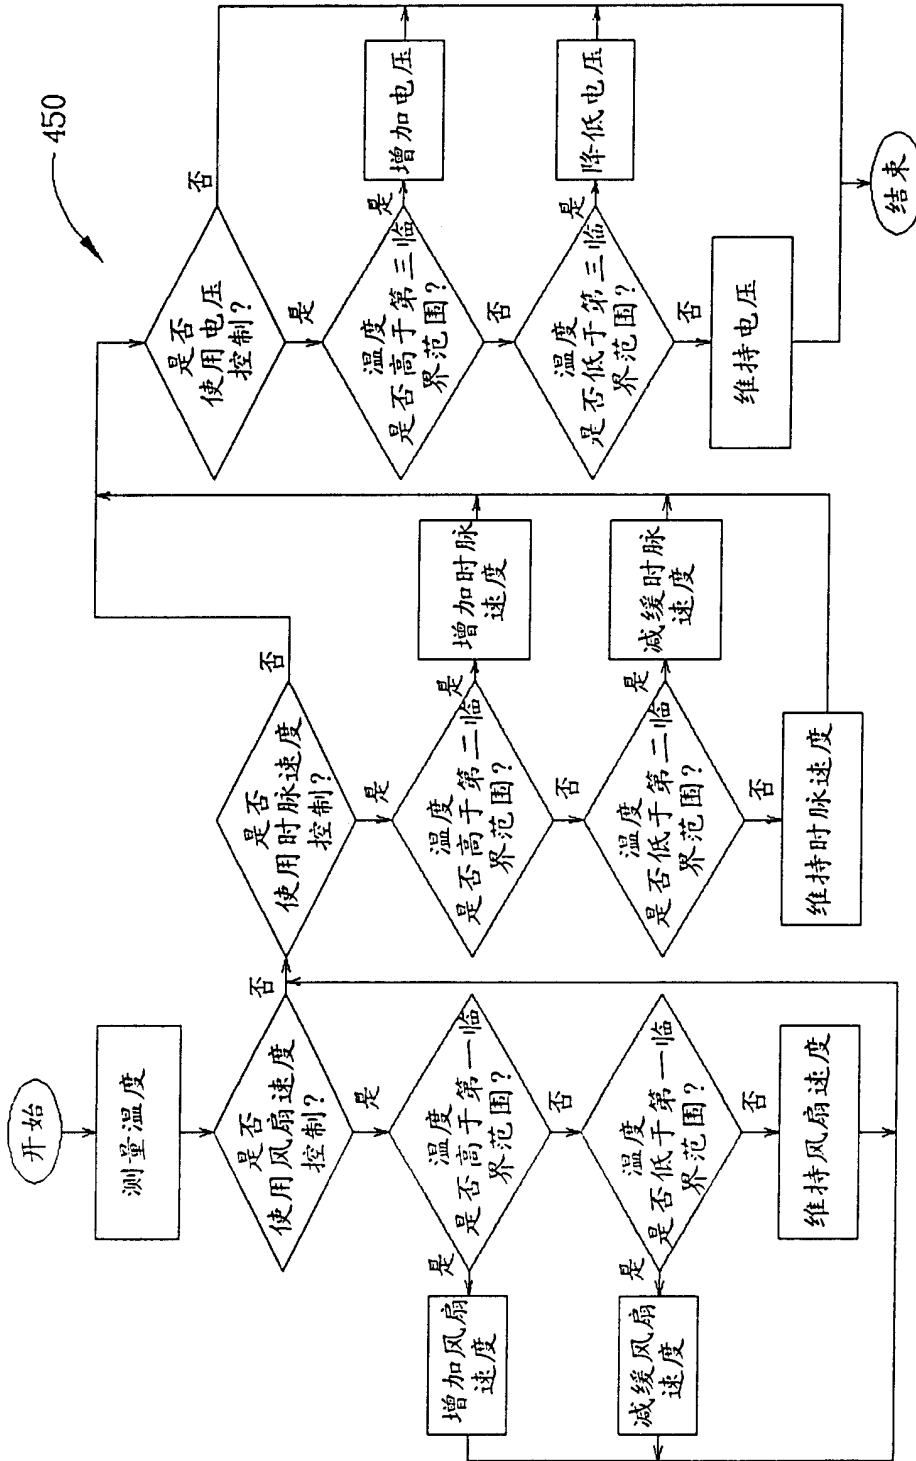 450
开始
测量温度
是否
使用风扇速度
控制?
否
是
温度
是否高于第一临
界范围?
是
增加风扇
速度
否
温度
是否低于第一临
界范围?
是
减缓风扇
速度
否
维持风扇速度
是否
使用时脉速度
控制?
否
是
温度
是否高于第二临
界范围?
是
增加时脉
速度
否
温度
是否低于第二临
界范围?
是
减缓时脉
速度
否
维持时脉速度
是否
使用电压
控制?
否
是
温度
是否高于第三临
界范围?
是
增加电压
否
温度
是否低于第三临
界范围?
是
降低电压
否
维持电压
结束